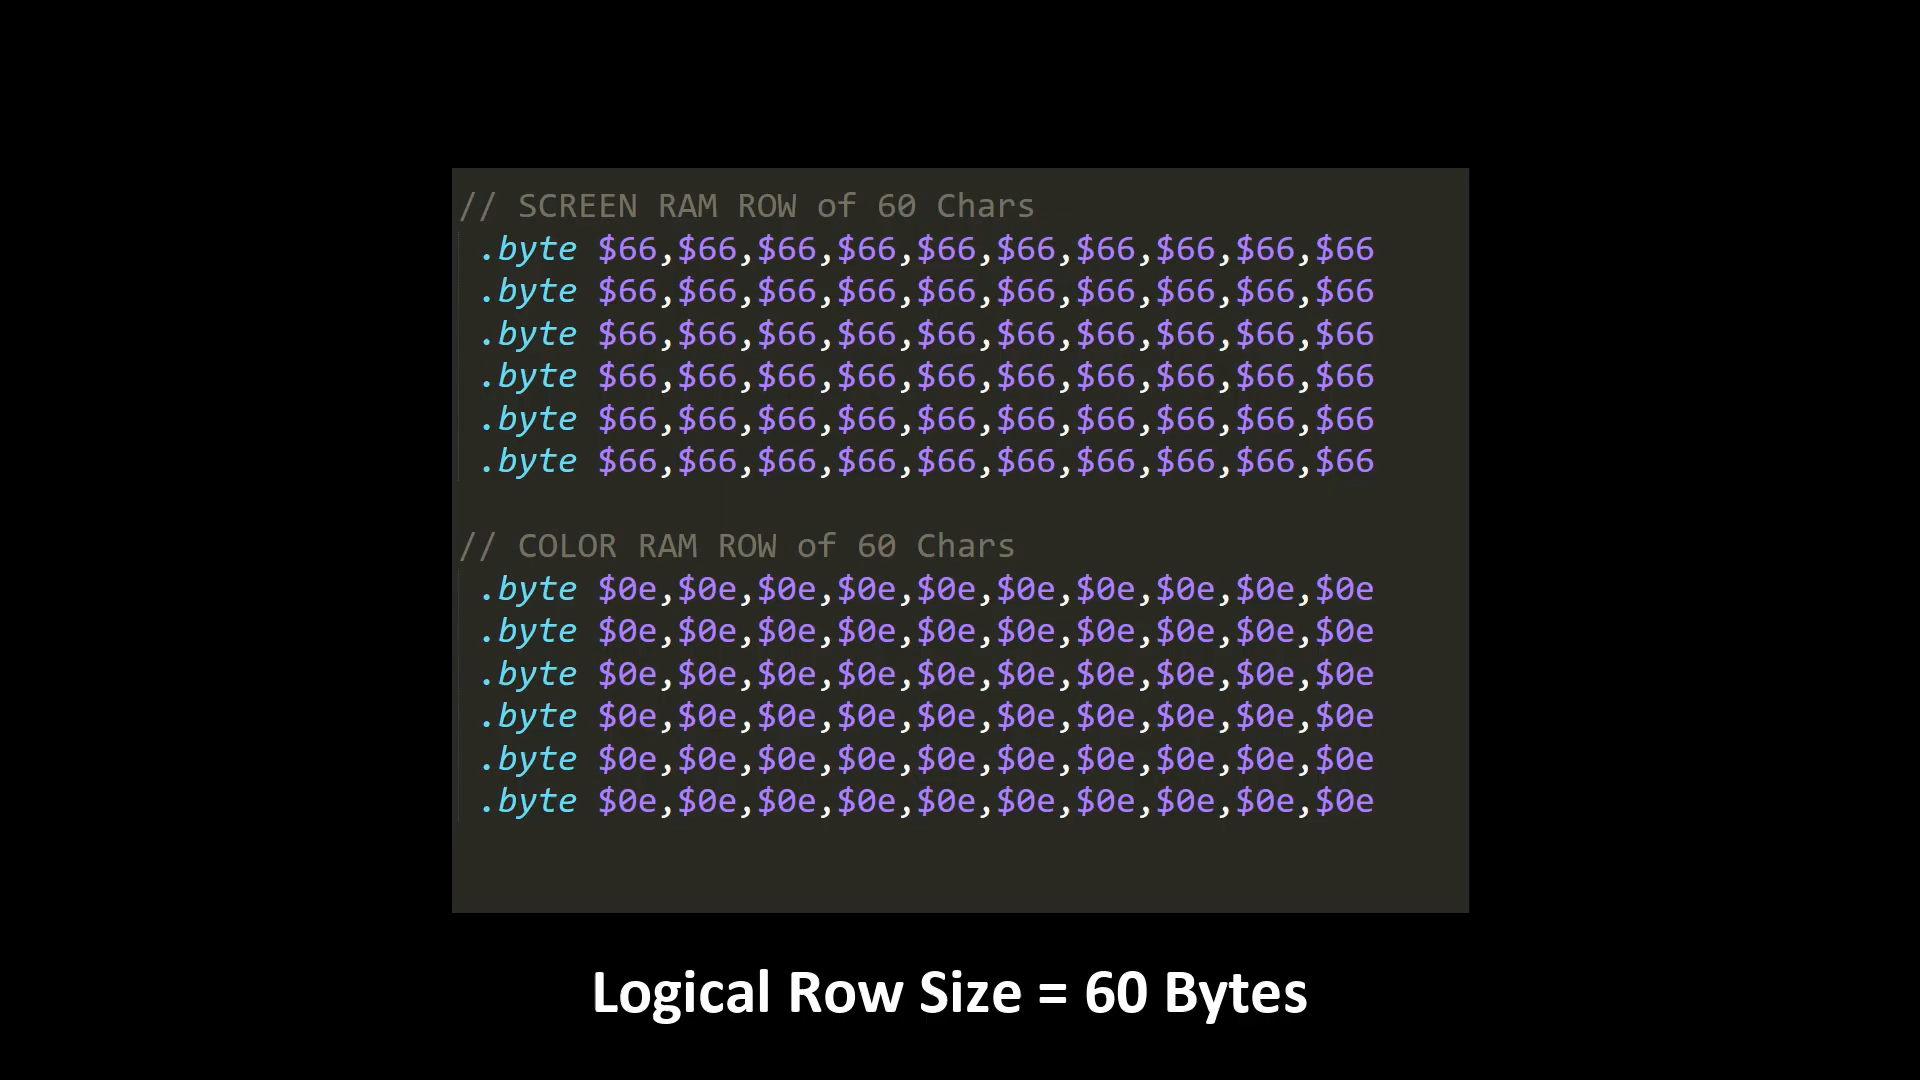 // SCREEN RAM ROW of 60 Chars
.byte $66,$66,$66,$66,$66,$66,$66,$66,$66,$66
.byte $66,$66,$66,$66,$66,$66,$66,$66,$66,$66
.byte $66,$66,$66,$66,$66,$66,$66,$66,$66,$66
.byte $66,$66,$66,$66,$66,$66,$66,$66,$66,$66
.byte $66,$66,$66,$66,$66,$66,$66,$66,$66,$66
.byte $66,$66,$66,$66,$66,$66,$66,$66,$66,$66
// COLOR RAM ROW of 60 Chars
.byte $0e,$0e,$0e,$0e,$0e,$0e,$0e,$0e,$0e,$0e
.byte $0e,$0e,$0e,$0e,$0e,$0e,$0e,$0e,$0e,$0e
.byte $0e,$0e,$0e,$0e,$0e,$0e,$0e,$0e,$0e,$0e
.byte $0e,$0e,$0e,$0e,$0e,$0e,$0e,$0e,$0e,$0e
.byte $0e,$0e,$0e,$0e,$0e,$0e,$0e,$0e,$0e,$0e
.byte $0e,$0e,$0e,$0e,$0e,$0e,$0e,$0e,$0e,$0e
Logical Row Size = 60 Bytes